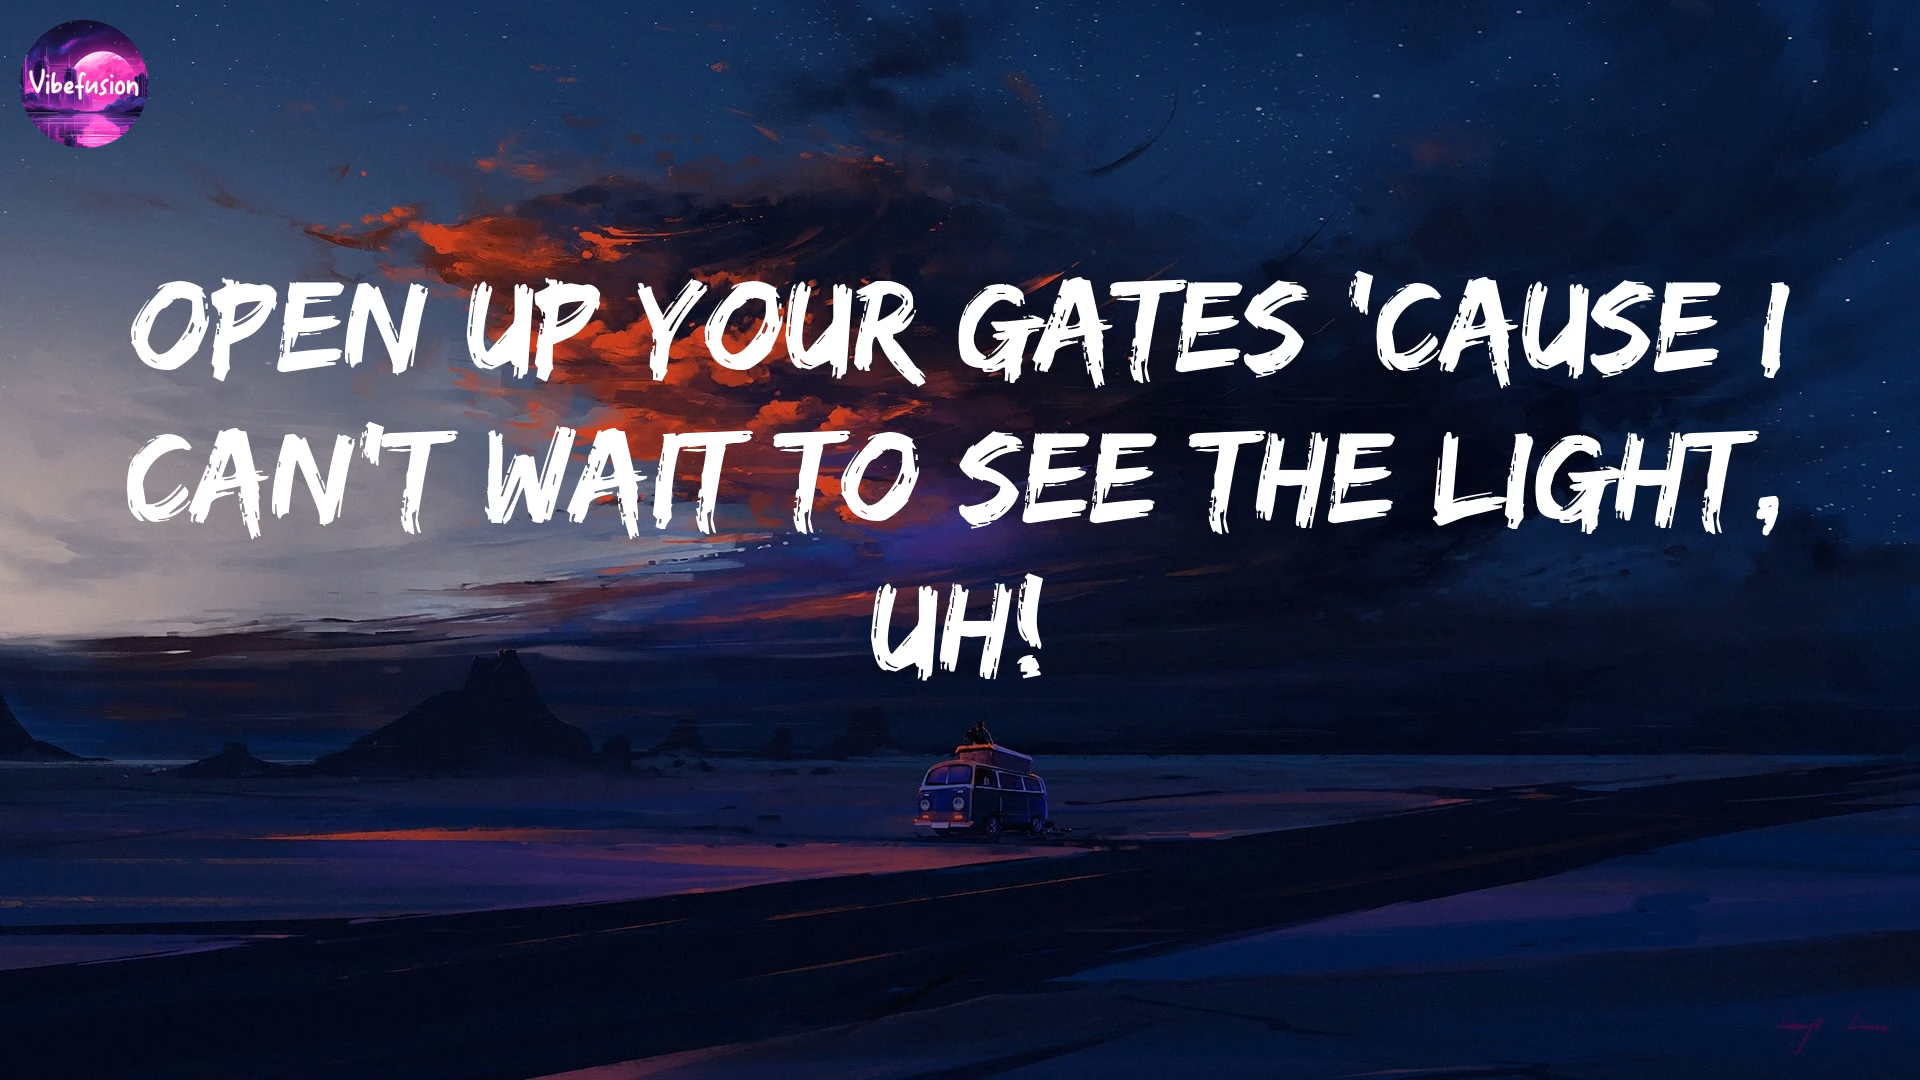 Vibefusion
OPEN UP YOUR GATES 'CAUSE I
CAN'T WAIT TO SEE THE LIGHT,
UH!